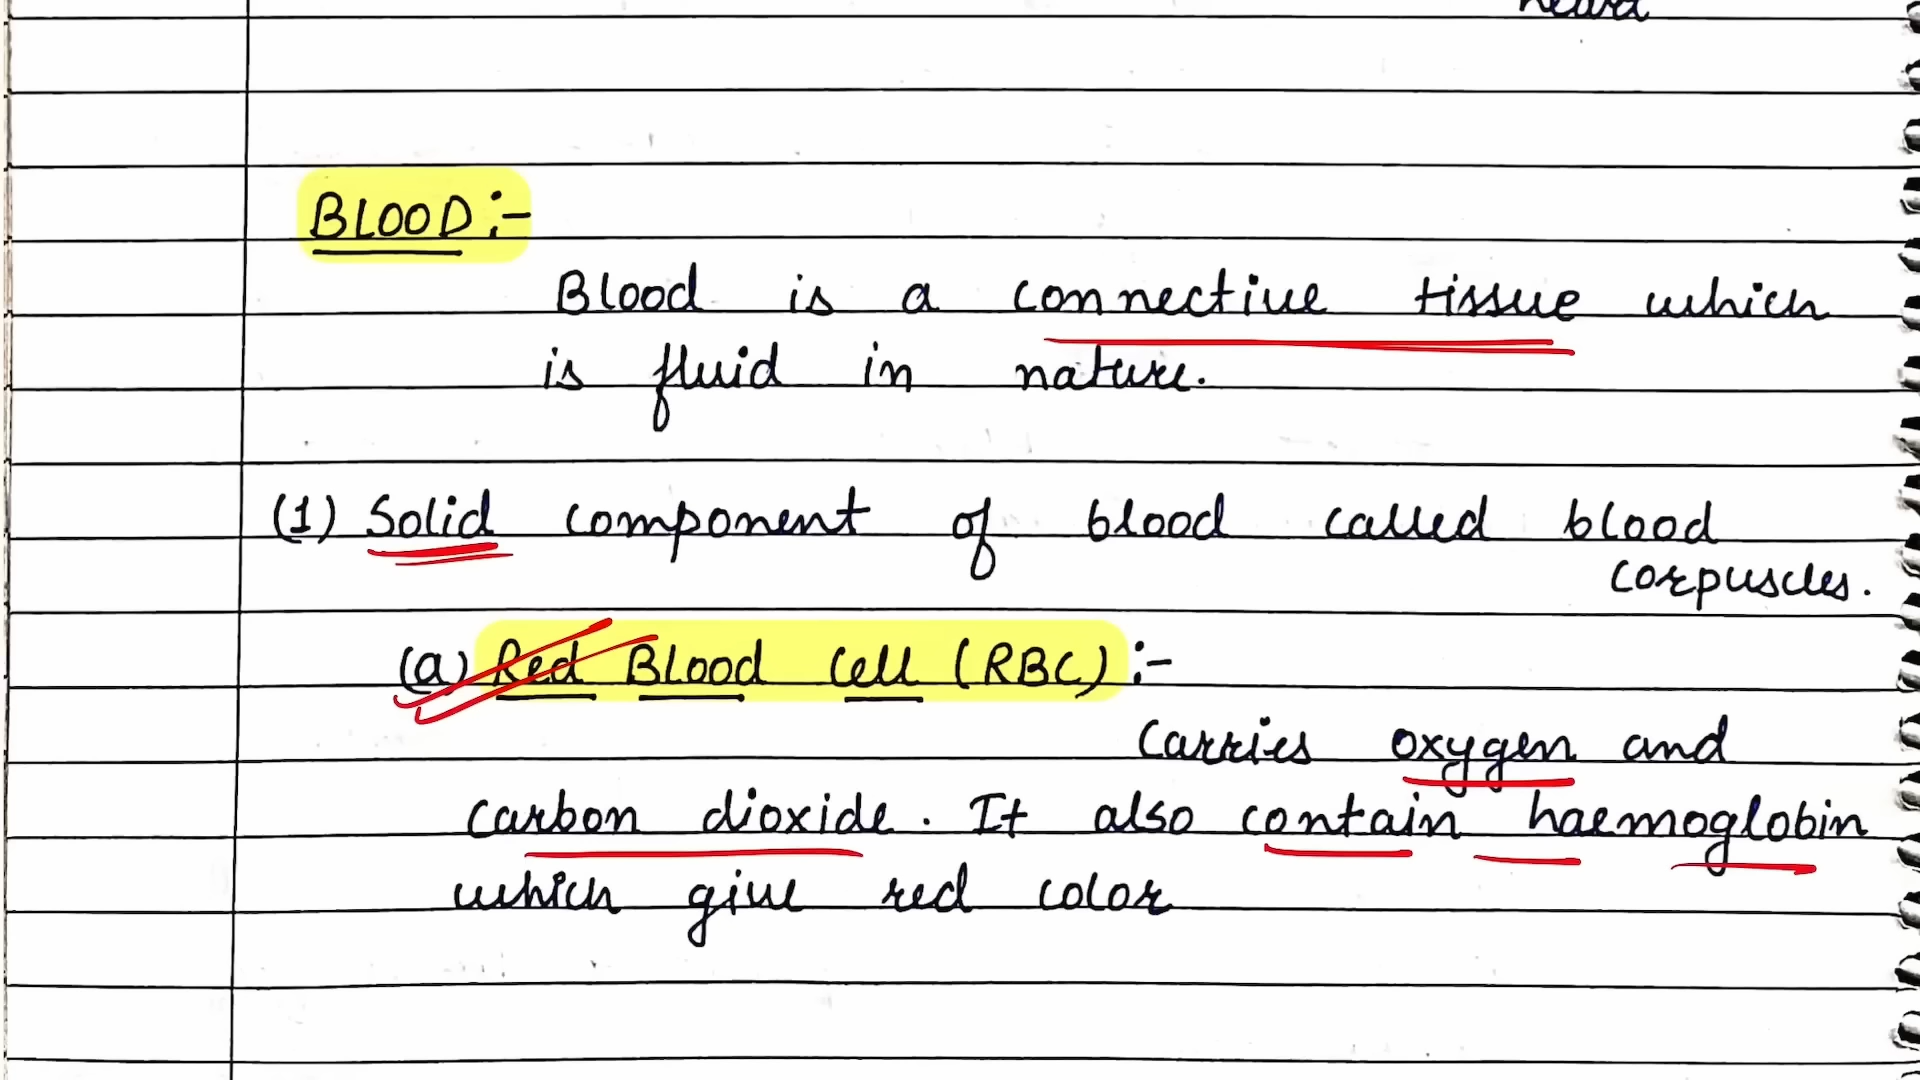 BLOOD:-
Blood is a connective tissue which
is fluid in nature.
(1) Solid component of blood called blood
corpuscles.
(a) Red Blood Cell (RBC) :-
Carries oxygen and
carbon dioxide. It also contain haemoglobin
which give red color